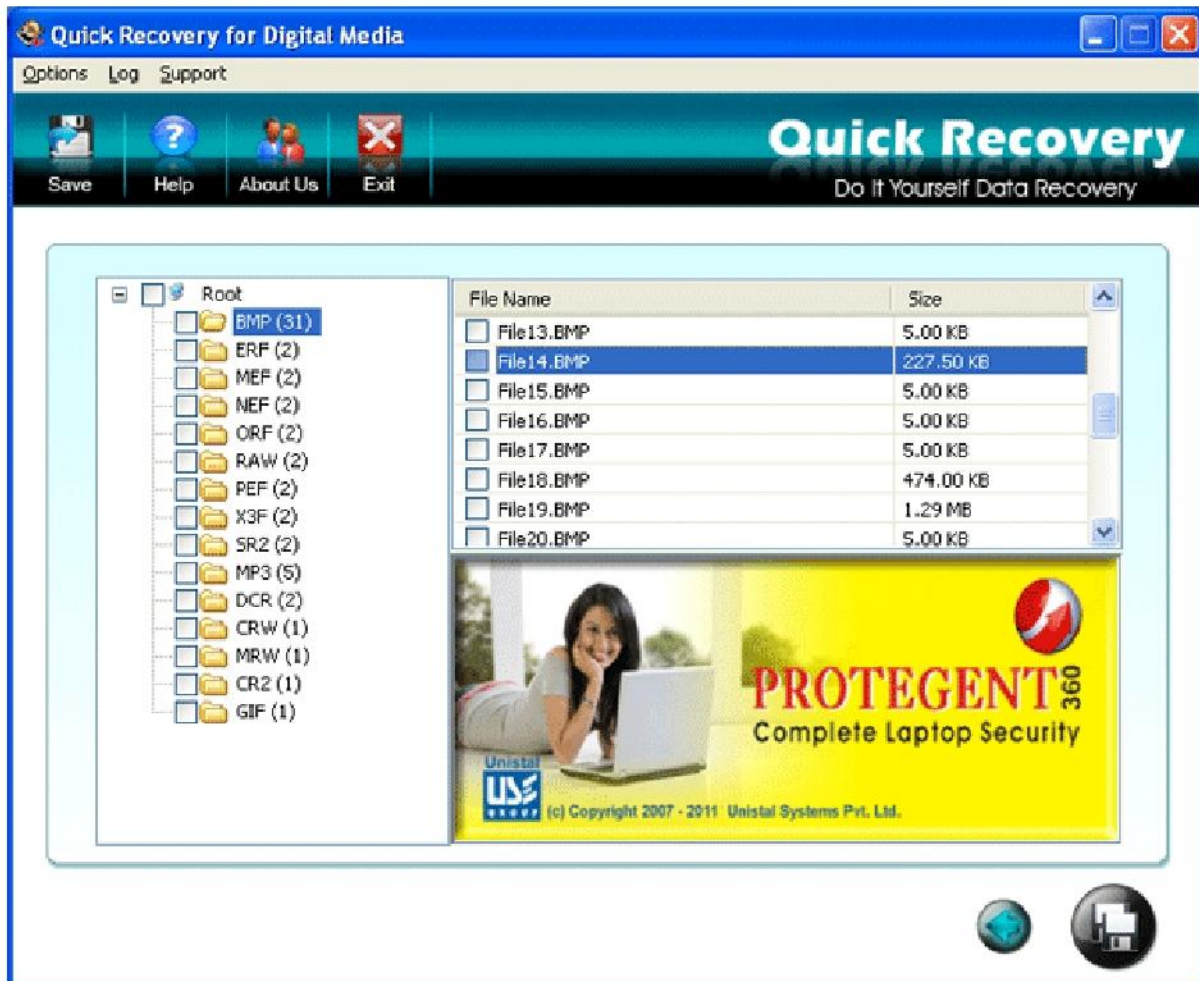 Quick Recovery for Digital Media
Options Log Support
Save Help About Us Exit
Quick Recovery
Do It Yourself Data Recovery
Root
BMP (31)
ERF (2)
MEF (2)
NEF (2)
ORF (2)
RAW (2)
PEF (2)
X3F (2)
SR2 (2)
MP3 (5)
DCR (2)
CRW (1)
MRW (1)
CR2 (1)
GIF (1)
File Name Size
File13.BMP 5.00 KB
File14.BMP 227.50 KB
File15.BMP 5.00 KB
File16.BMP 5.00 KB
File17.BMP 5.00 KB
File18.BMP 474.00 KB
File19.BMP 1.29 MB
File20.BMP 5.00 KB
PROTEGENT 360
Complete Laptop Security
Unistal
USE
GROUP
(c) Copyright 2007 - 2011 Unistal Systems Pvt. Ltd.